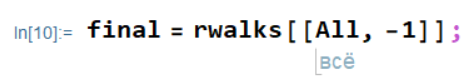 In[10]:= final = rwalks[[All, -1]];
всё